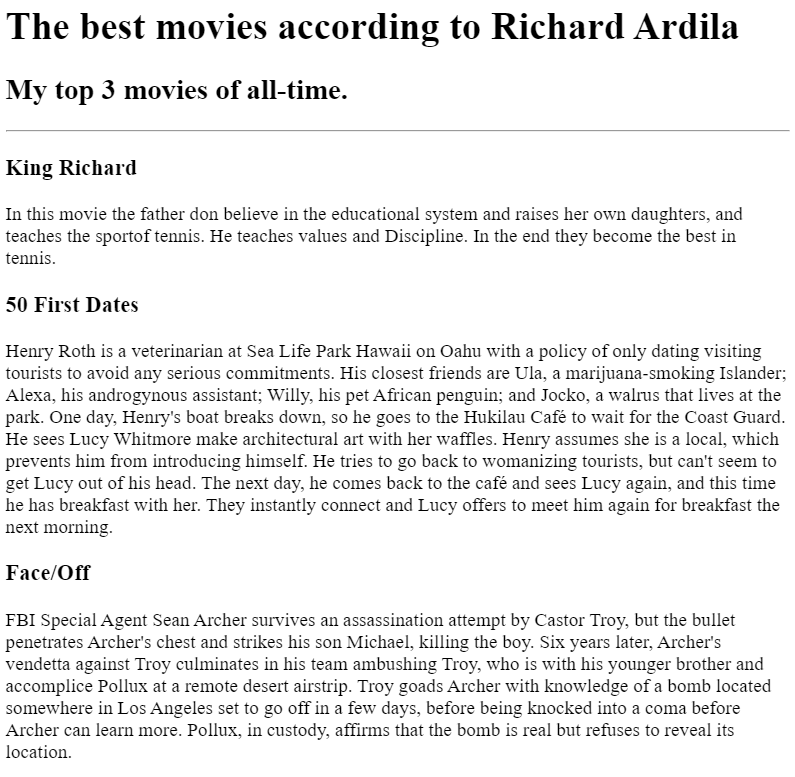 The best movies according to Richard Ardila
My top 3 movies of all-time.
King Richard
In this movie the father don believe in the educational system and raises her own daughters, and
teaches the sportof tennis. He teaches values and Discipline. In the end they become the best in
tennis.
50 First Dates
Henry Roth is a veterinarian at Sea Life Park Hawaii on Oahu with a policy of only dating visiting
tourists to avoid any serious commitments. His closest friends are Ula, a marijuana-smoking Islander;
Alexa, his androgynous assistant; Willy, his pet African penguin; and Jocko, a walrus that lives at the
park. One day, Henry's boat breaks down, so he goes to the Hukilau Café to wait for the Coast Guard.
He sees Lucy Whitmore make architectural art with her waffles. Henry assumes she is a local, which
prevents him from introducing himself. He tries to go back to womanizing tourists, but can't seem to
get Lucy out of his head. The next day, he comes back to the café and sees Lucy again, and this time
he has breakfast with her. They instantly connect and Lucy offers to meet him again for breakfast the
next morning.
Face/Off
FBI Special Agent Sean Archer survives an assassination attempt by Castor Troy, but the bullet
penetrates Archer's chest and strikes his son Michael, killing the boy. Six years later, Archer's
vendetta against Troy culminates in his team ambushing Troy, who is with his younger brother and
accomplice Pollux at a remote desert airstrip. Troy goads Archer with knowledge of a bomb located
somewhere in Los Angeles set to go off in a few days, before being knocked into a coma before
Archer can learn more. Pollux, in custody, affirms that the bomb is real but refuses to reveal its
location.